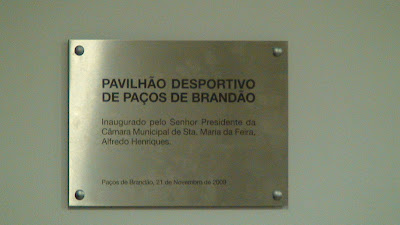 PAVILHÃO DESPORTIVO
DE PAÇOS DE BRANDÃO
Inaugurado pelo Senhor Presidente da
Câmara Municipal de Sta. Maria da Feira,
Alfredo Henriques.
Paços de Brandão, 21 de Novembro de 2009